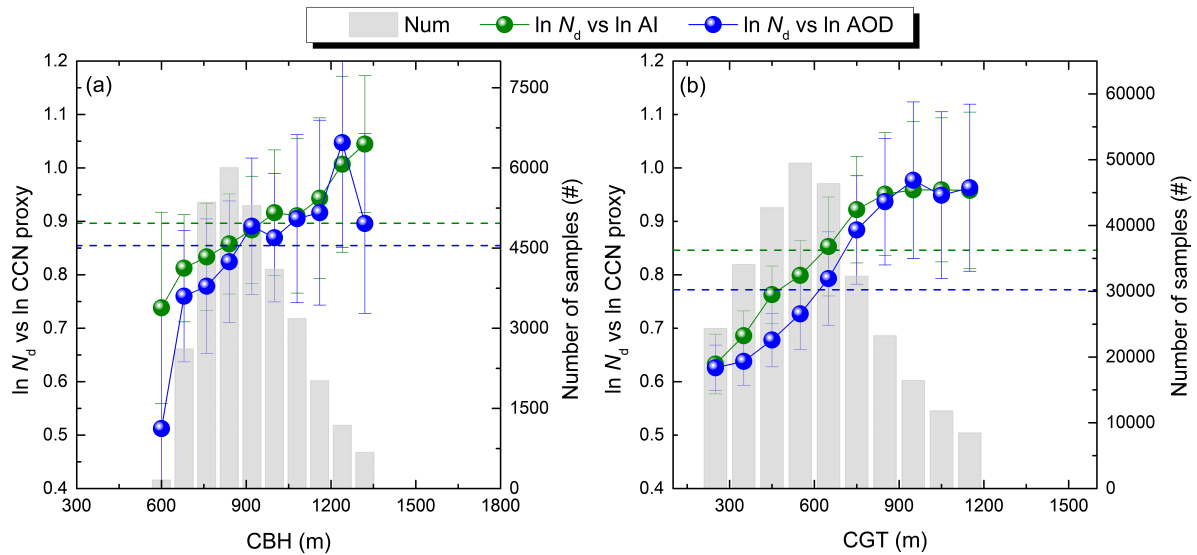 Num ln Nd vs ln AI ln Nd vs ln AOD
(a)
1.2
1.1
1.0
0.9
0.8
0.7
0.6
0.5
0.4
ln Nd vs ln CCN proxy
300 600 900 1200 1500 1800
CBH (m)
7500
6000
4500
3000
1500
0
Number of samples (#)
(b)
1.2
1.1
1.0
0.9
0.8
0.7
0.6
0.5
0.4
ln Nd vs ln CCN proxy
300 600 900 1200 1500
CGT (m)
60000
50000
40000
30000
20000
10000
0
Number of samples (#)